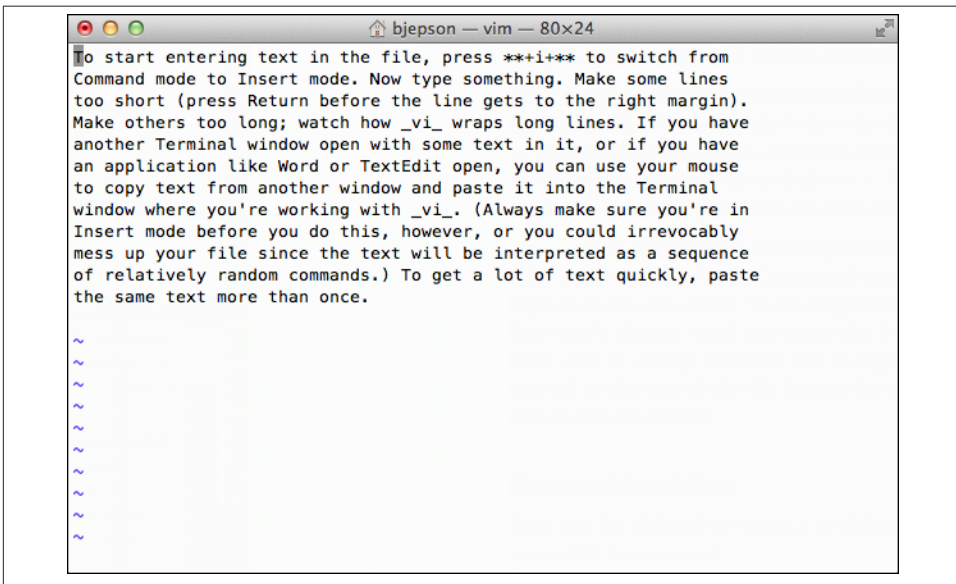 bjepson — vim — 80×24
To start entering text in the file, press **+i+** to switch from
Command mode to Insert mode. Now type something. Make some lines
too short (press Return before the line gets to the right margin).
Make others too long; watch how _vi_ wraps long lines. If you have
another Terminal window open with some text in it, or if you have
an application like Word or TextEdit open, you can use your mouse
to copy text from another window and paste it into the Terminal
window where you're working with _vi_. (Always make sure you're in
Insert mode before you do this, however, or you could irrevocably
mess up your file since the text will be interpreted as a sequence
of relatively random commands.) To get a lot of text quickly, paste
the same text more than once.
~
~
~
~
~
~
~
~
~
~